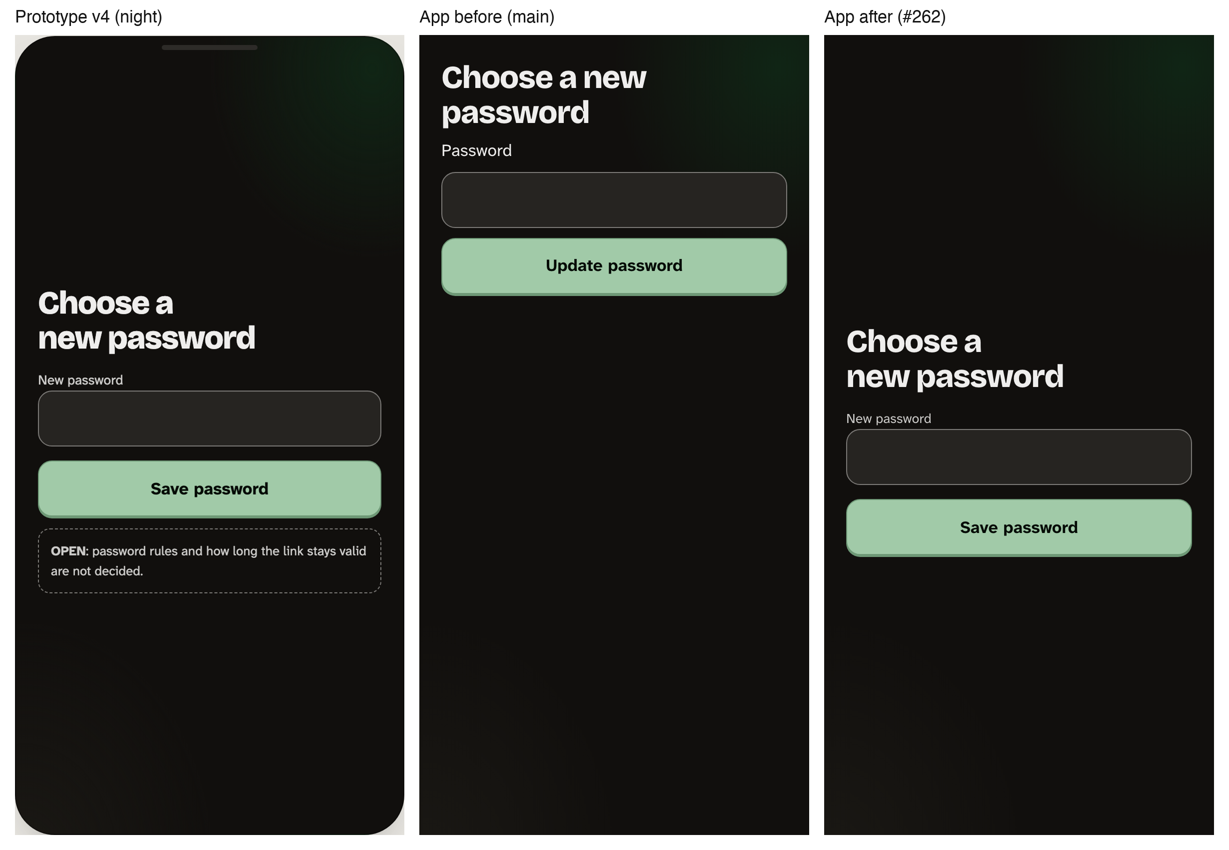 Prototype v4 (night)
Choose a
new password
New password
Save password
OPEN: password rules and how long the link stays valid
are not decided.
App before (main)
Choose a new
password
Password
Update password
App after (#262)
Choose a
new password
New password
Save password